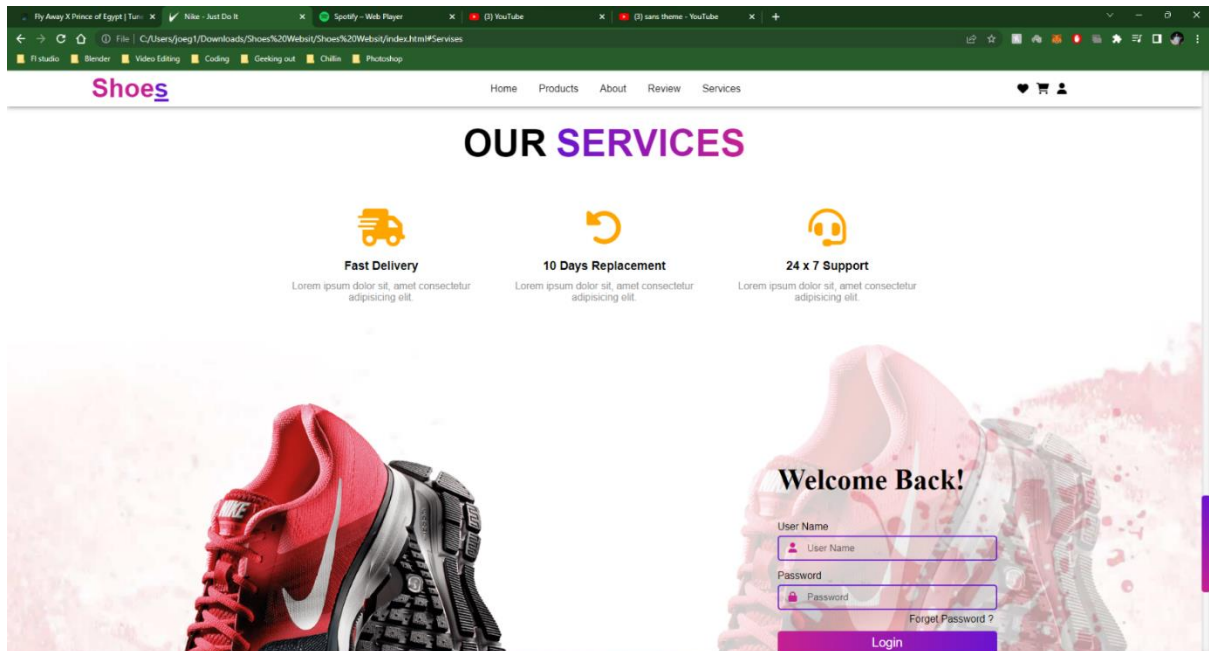 Fly Away X Prince of Egypt | Tune
Nike - Just Do It
Spotify – Web Player
(3) YouTube
(3) sans theme - YouTube
File | C:/Users/joeg1/Downloads/Shoes%20Websit/Shoes%20Websit/index.html#Servises
Fl studio Blender Video Editing Coding Geeking out Chillin Photoshop
Shoes Home Products About Review Services
OUR SERVICES
Fast Delivery 10 Days Replacement 24 x 7 Support
Lorem ipsum dolor sit, amet consectetur Lorem ipsum dolor sit, amet consectetur Lorem ipsum dolor sit, amet consectetur
adipisicing elit. adipisicing elit. adipisicing elit.
NIKE
Welcome Back!
User Name
User Name
Password
Password
Forget Password ?
Login